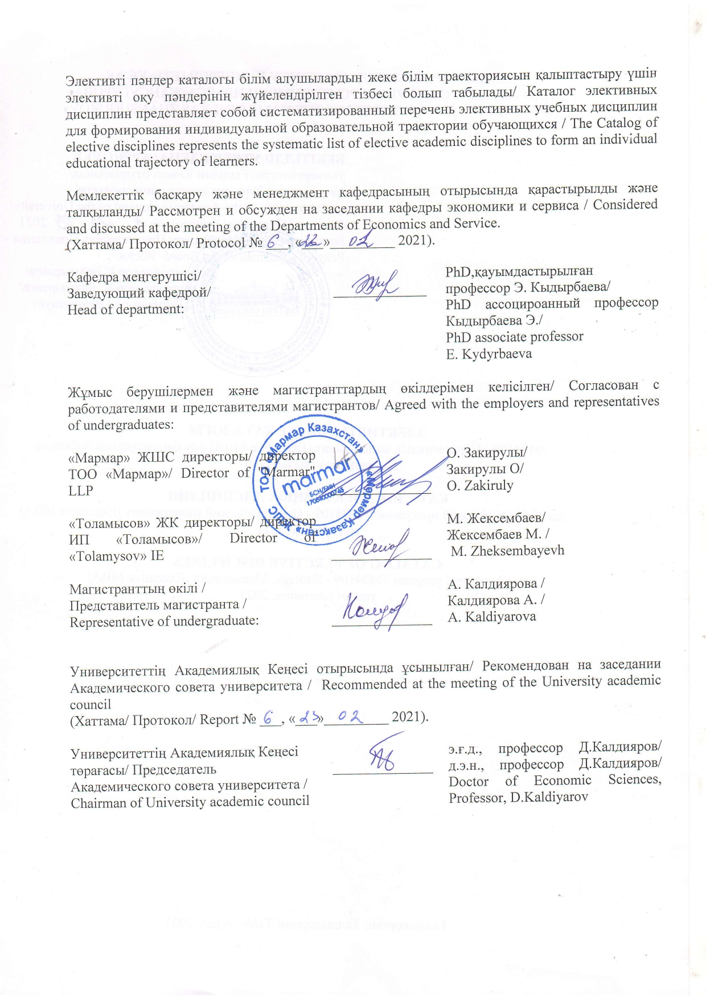 Элективті пәндер каталогы білім алушылардын жеке білім траекториясын қалыптастыру үшін
элективті оқу пәндерінің жүйелендірілген тізбесі болып табылады/ Каталог элективных
дисциплин представляет собой систематизированный перечень элективных учебных дисциплин
для формирования индивидуальной образовательной траектории обучающихся / The Catalog of
elective disciplines represents the systematic list of elective academic disciplines to form an individual
educational trajectory of learners.
Мемлекеттік басқару және менеджмент кафедрасының отырысында қарастырылды және
талқыланды/ Рассмотрен и обсужден на заседании кафедры экономики и сервиса / Considered
and discussed at the meeting of the Departments of Economics and Service.
(Хаттама/ Протокол/ Protocol № 6, «22» 02 2021).
Кафедра меңгерушісі/
Заведующий кафедрой/
Head of department:
PhD,қауымдастырылған
профессор Э. Кыдырбаева/
PhD ассоцироанный профессор
Кыдырбаева Э./
PhD associate professor
E. Kydyrbaeva
Жұмыс берушілермен және магистранттардың өкілдерімен келісілген/ Согласован с
работодателями и представителями магистрантов/ Agreed with the employers and representatives
of undergraduates:
«Мармар» ЖШС директоры/ директор
ТОО «Мармар»/ Director of "Marmar"
LLP
О. Закирулы/
Закирулы О/
O. Zakiruly
ТОО «Мармар Казахстан»
marmar
БСН/БИН
170640000745
«Мәрмәр Қазақстан» ЖШС
«Толамысов» ЖК директоры/ директор
ИП «Толамысов»/ Director of
«Tolamysov» IE
М. Жексембаев/
Жексембаев М. /
M. Zheksembayevh
Магистранттың өкілі /
Представитель магистранта /
Representative of undergraduate:
А. Калдиярова /
Калдиярова А. /
A. Kaldiyarova
Университеттің Академиялық Кеңесі отырысында ұсынылған/ Рекомендован на заседании
Академического совета университета / Recommended at the meeting of the University academic
council
(Хаттама/ Протокол/ Report № 6, «23» 02 2021).
Университеттің Академиялық Кеңесі
төрағасы/ Председатель
Академического совета университета /
Chairman of University academic council
э.ғ.д., профессор Д.Калдияров/
д.э.н., профессор Д.Калдияров/
Doctor of Economic Sciences,
Professor, D.Kaldiyarov